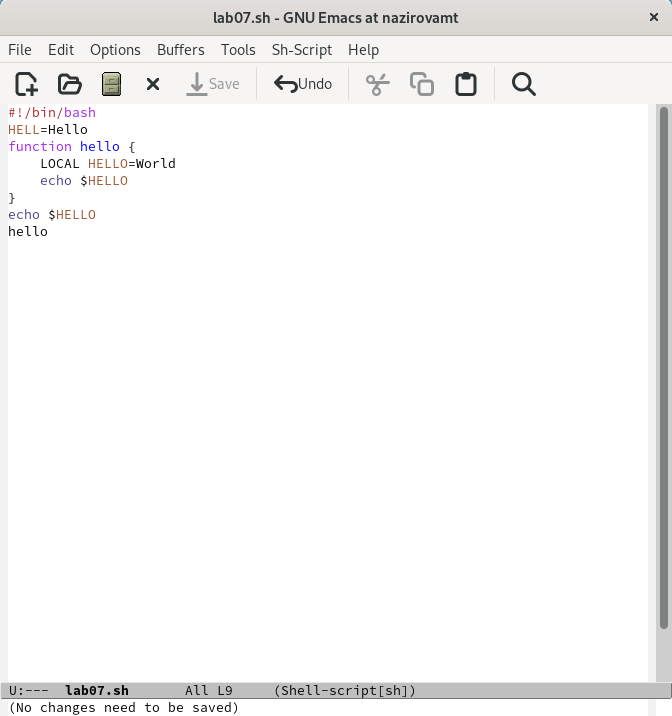 lab07.sh - GNU Emacs at nazirovamt
File Edit Options Buffers Tools Sh-Script Help
Save Undo
#!/bin/bash
HELL=Hello
function hello {
    LOCAL HELLO=World
    echo $HELLO
}
echo $HELLO
hello
U:--- lab07.sh All L9 (Shell-script[sh])
(No changes need to be saved)